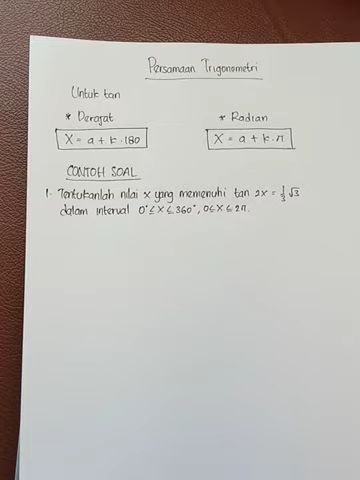 Persamaan Trigonometri
Untuk tan
* Derajat
* Radian
X = a + k . 180
X = a + k . π
CONTOH SOAL
1. Tentukanlah nilai x yang memenuhi tan 2x = 1/3 √3
dalam interval 0° ≤ x ≤ 360°, 0 ≤ x ≤ 2π.